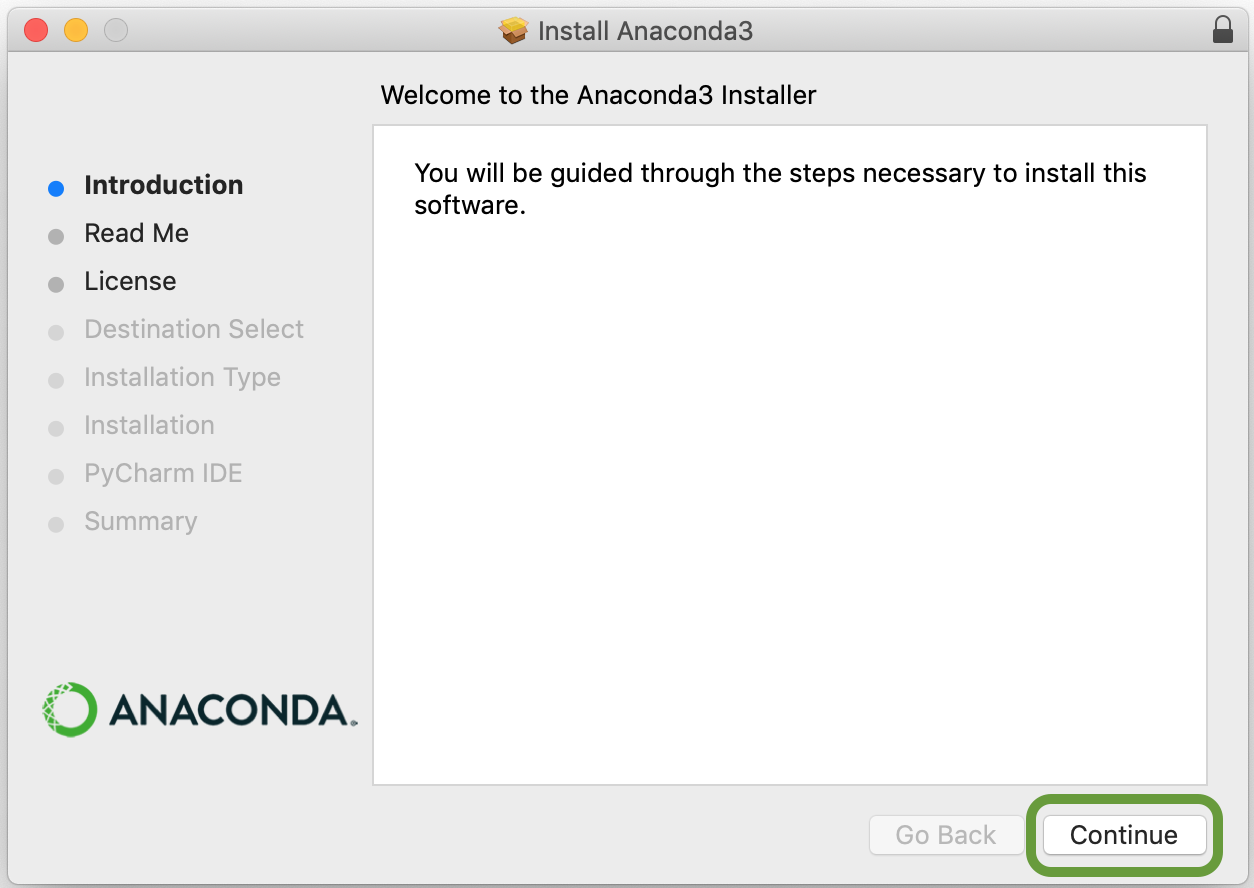 Install Anaconda3
Welcome to the Anaconda3 Installer
Introduction
Read Me
License
Destination Select
Installation Type
Installation
PyCharm IDE
Summary
You will be guided through the steps necessary to install this
software.
ANACONDA.
Go Back
Continue